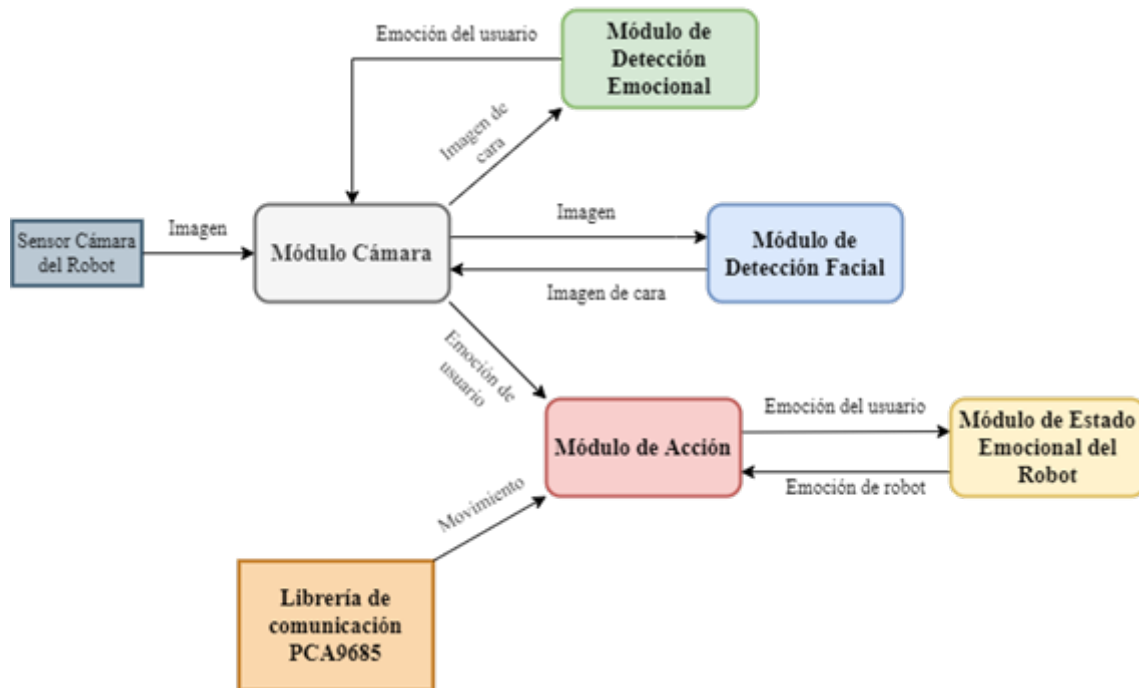 Emoción del usuario
Módulo de
Detección
Emocional
Imagen de
cara
Sensor Cámara
del Robot
Imagen
Módulo Cámara
Imagen
Módulo de
Detección Facial
Imagen de cara
Emoción de
usuario
Módulo de Acción
Emoción del usuario
Módulo de Estado
Emocional del
Robot
Emoción de robot
Movimiento
Librería de
comunicación
PCA9685